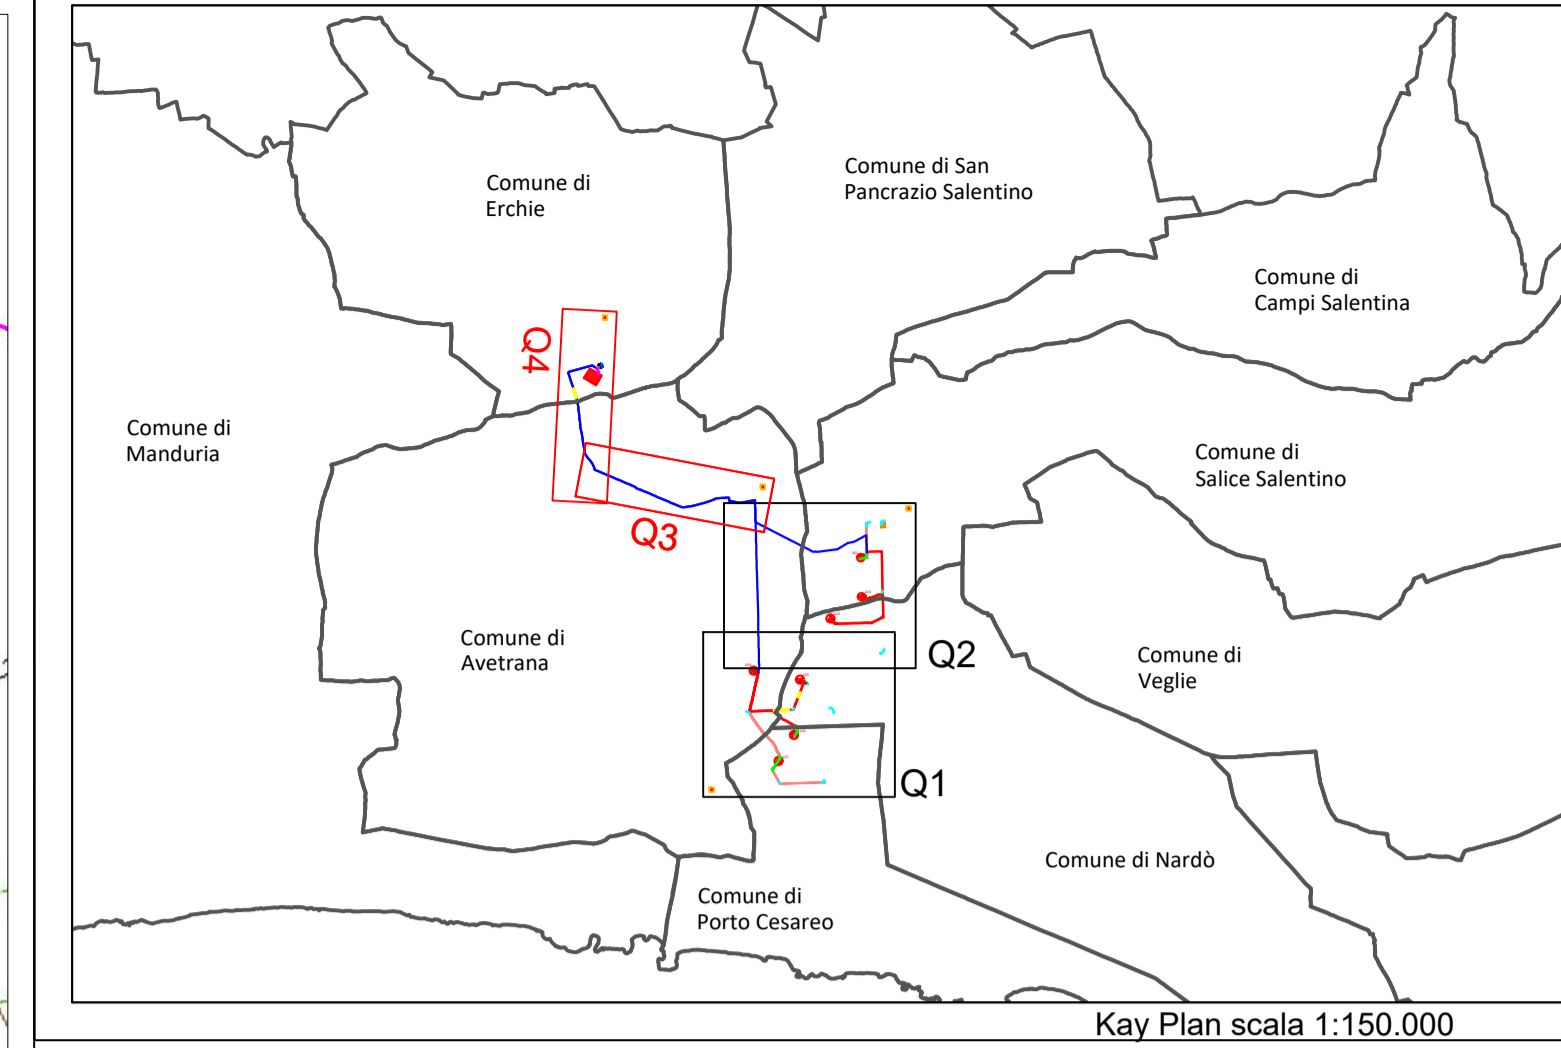 Comune di San
Pancrazio Salentino
Comune di
Erchie
Comune di
Campi Salentina
Q4
Comune di
Manduria
Comune di
Salice Salentino
Q3
Comune di
Avetrana
Q2
Comune di
Veglie
Q1
Comune di Nardò
Comune di
Porto Cesareo
Kay Plan scala 1:150.000